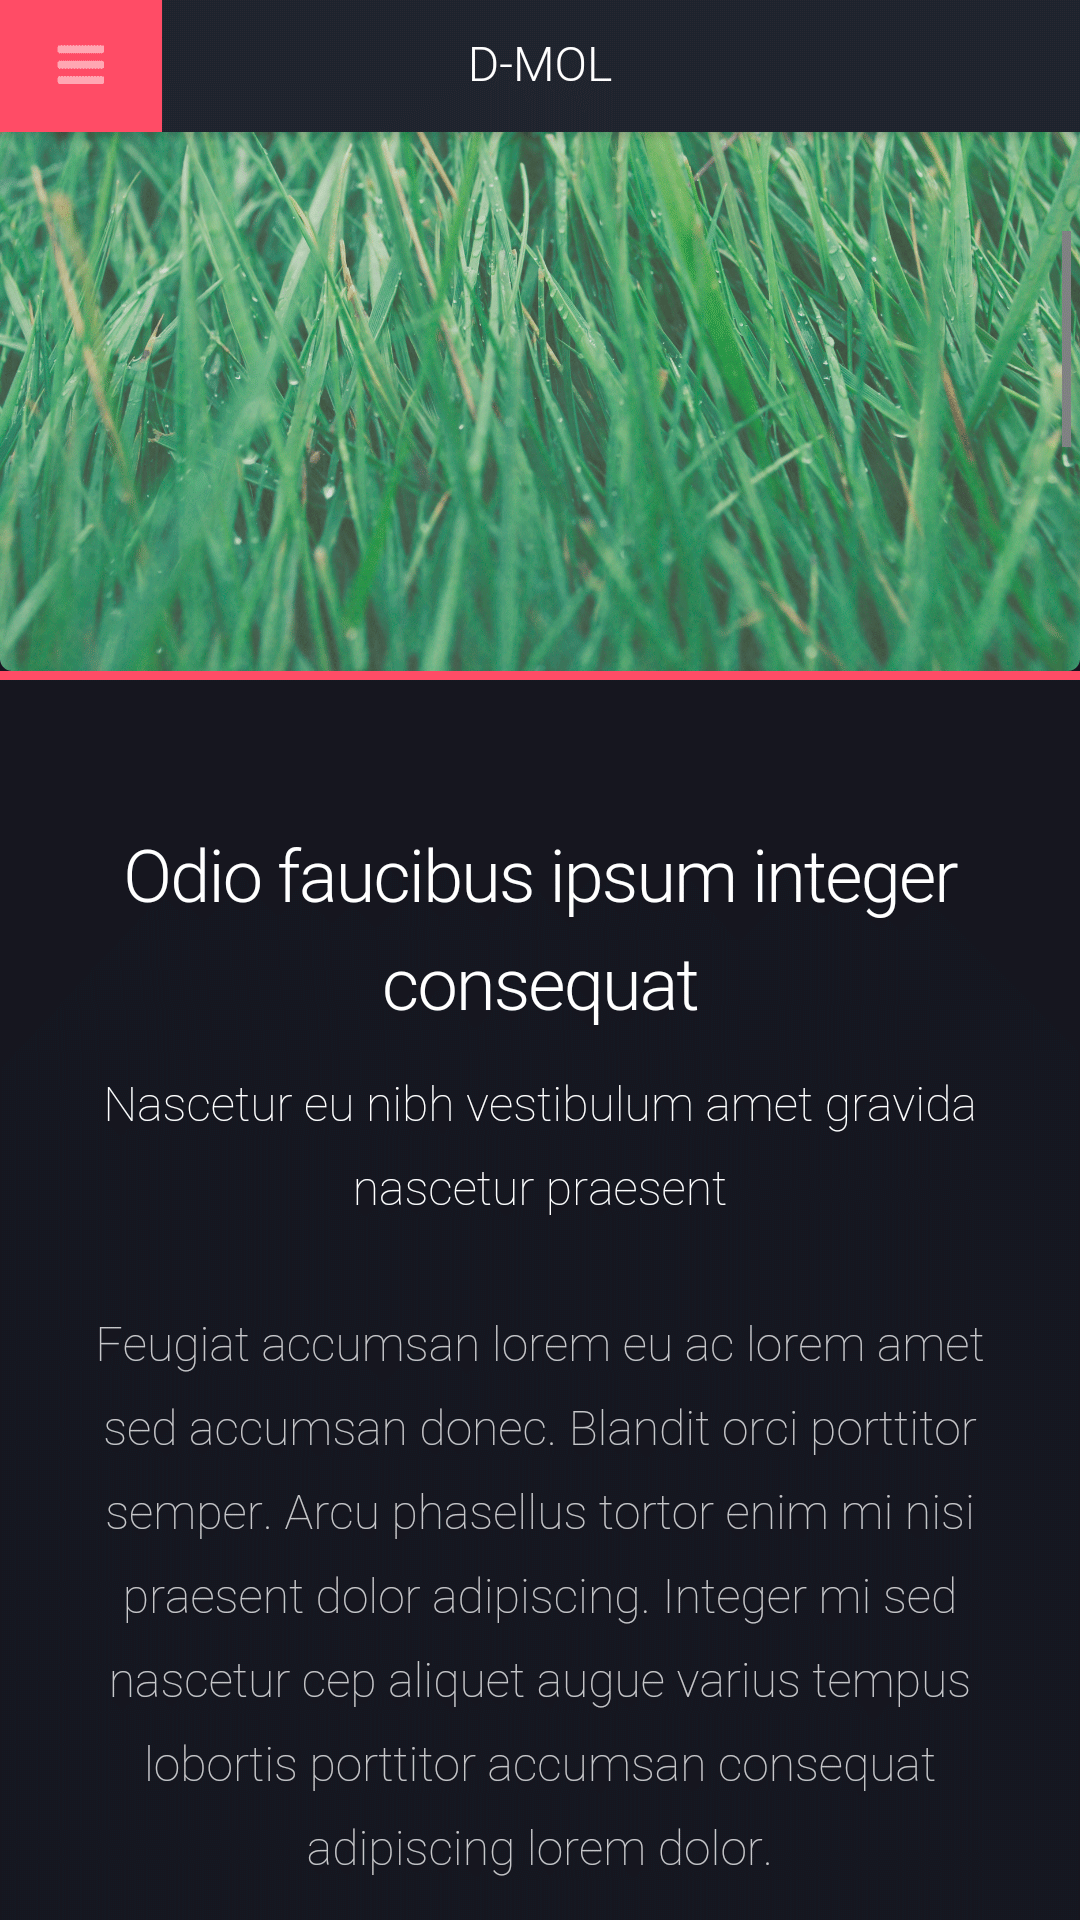 D-MOL
Odio faucibus ipsum integer
consequat
Nascetur eu nibh vestibulum amet gravida
nascetur praesent
Feugiat accumsan lorem eu ac lorem amet
sed accumsan donec. Blandit orci porttitor
semper. Arcu phasellus tortor enim mi nisi
praesent dolor adipiscing. Integer mi sed
nascetur cep aliquet augue varius tempus
lobortis porttitor accumsan consequat
adipiscing lorem dolor.